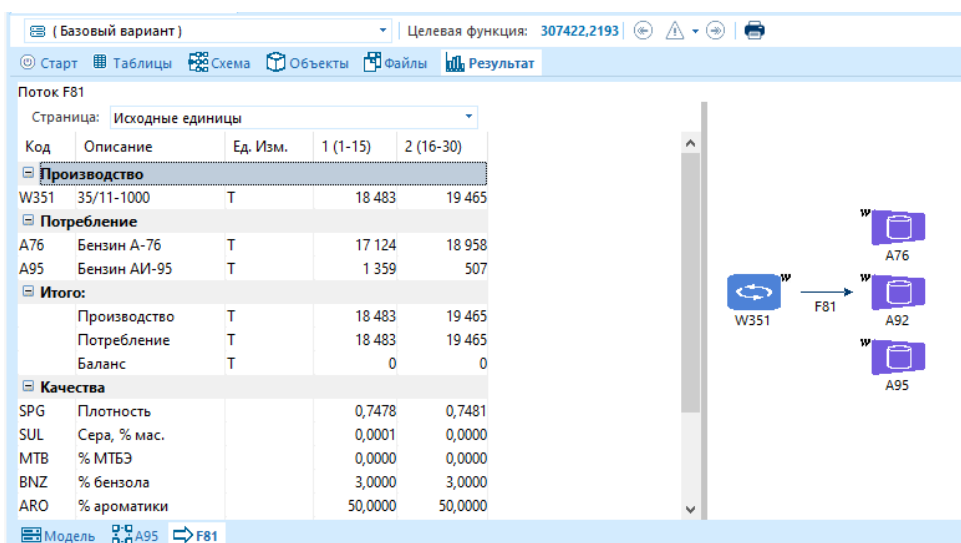 ( Базовый вариант ) Целевая функция: 307422,2193
Старт Таблицы Схема Объекты Файлы Результат
Поток F81
Страница: Исходные единицы
Код Описание Ед. Изм. 1 (1-15) 2 (16-30)
Производство
W351 35/11-1000 Т 18 483 19 465
Потребление
А76 Бензин А-76 Т 17 124 18 958
А95 Бензин АИ-95 Т 1 359 507
Итого:
Производство Т 18 483 19 465
Потребление Т 18 483 19 465
Баланс Т 0 0
Качества
SPG Плотность 0,7478 0,7481
SUL Сера, % мас. 0,0001 0,0000
MTB % МТБЭ 0,0000 0,0000
BNZ % бензола 3,0000 3,0000
ARO % ароматики 50,0000 50,0000
w
A76
w
W351
F81
w
A92
w
A95
Модель A95 F81